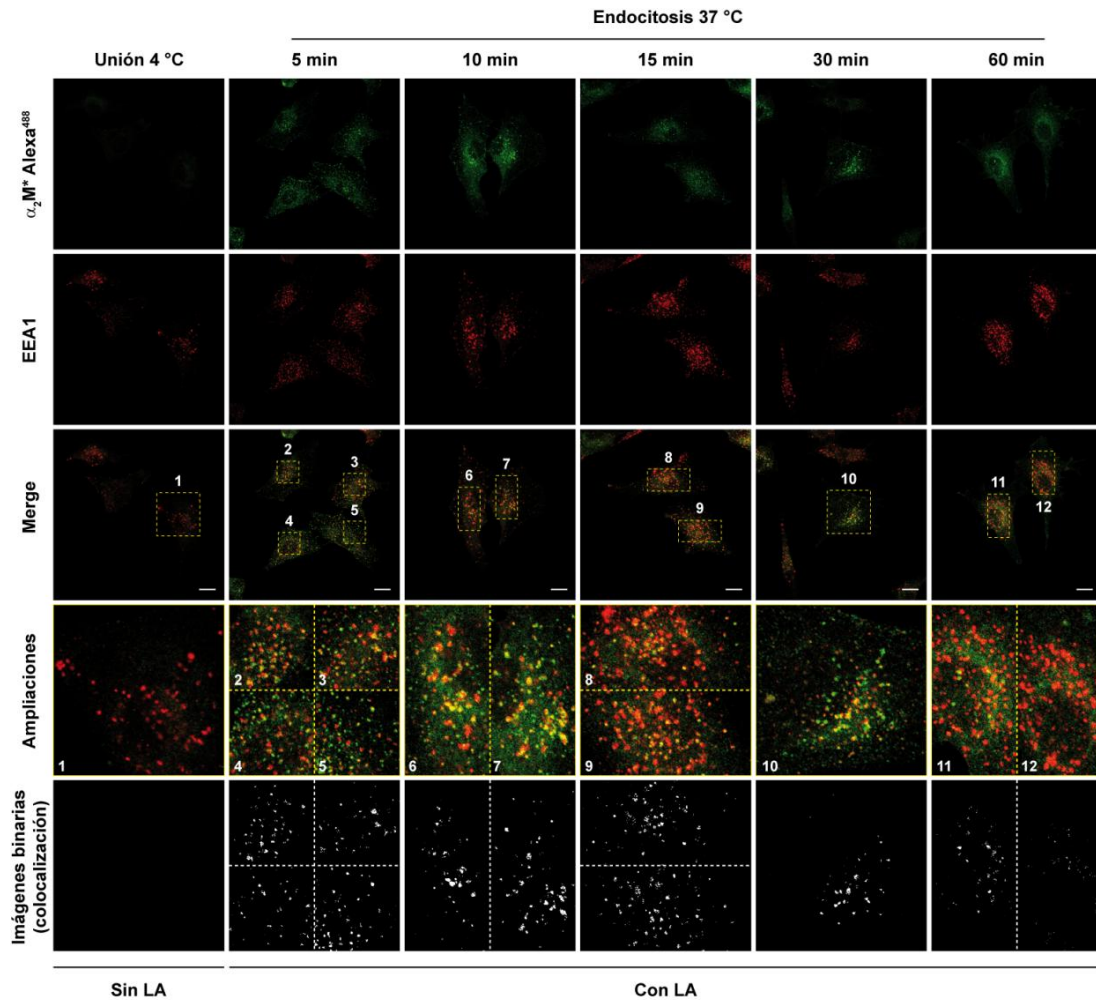 Endocitosis 37 °C
Unión 4 °C
5 min
10 min
15 min
30 min
60 min
α2M* Alexa488
EEA1
Merge
1
2
3
4
5
6
7
8
9
10
11
12
Ampliaciones
1
2
3
4
5
6
7
8
9
10
11
12
Imágenes binarias
(colocalización)
Sin LA
Con LA